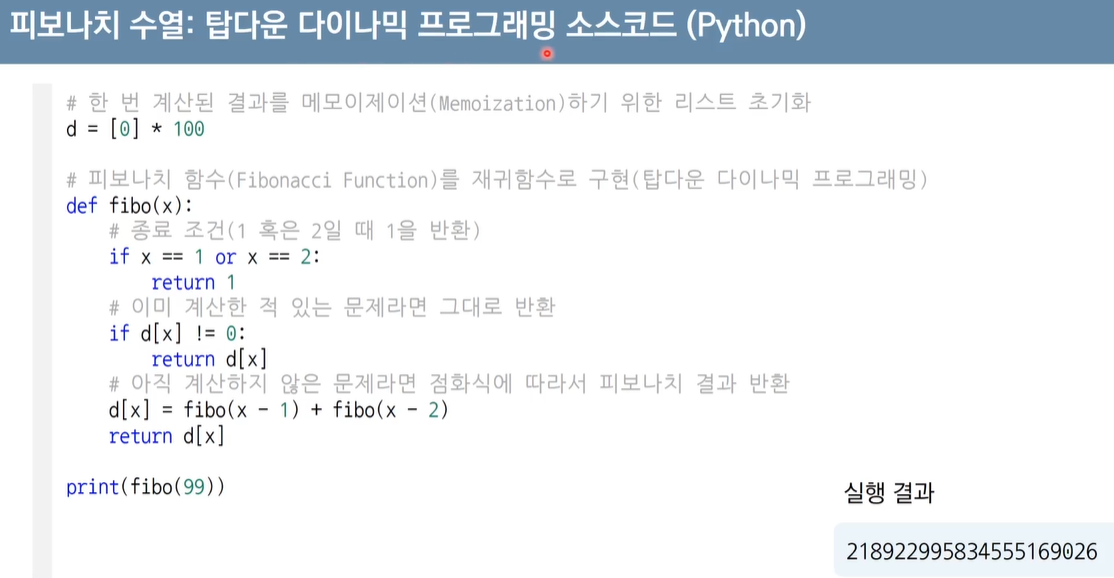 피보나치 수열: 탑다운 다이나믹 프로그래밍 소스코드 (Python)
# 한 번 계산된 결과를 메모이제이션(Memoization)하기 위한 리스트 초기화
d = [0] * 100
# 피보나치 함수(Fibonacci Function)를 재귀함수로 구현(탑다운 다이나믹 프로그래밍)
def fibo(x):
    # 종료 조건(1 혹은 2일 때 1을 반환)
    if x == 1 or x == 2:
        return 1
    # 이미 계산한 적 있는 문제라면 그대로 반환
    if d[x] != 0:
        return d[x]
    # 아직 계산하지 않은 문제라면 점화식에 따라서 피보나치 결과 반환
    d[x] = fibo(x - 1) + fibo(x - 2)
    return d[x]
print(fibo(99))
실행 결과
218922995834555169026